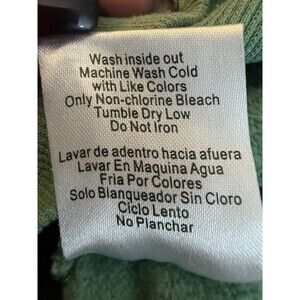 Wash inside out
Machine Wash Cold
with Like Colors
Only Non-chlorine Bleach
Tumble Dry Low
Do Not Iron
Lavar de adentro hacia afuera
Lavar En Maquina Agua
Fria Por Colores
Solo Blanqueador Sin Cloro
Ciclo Lento
No Planchar